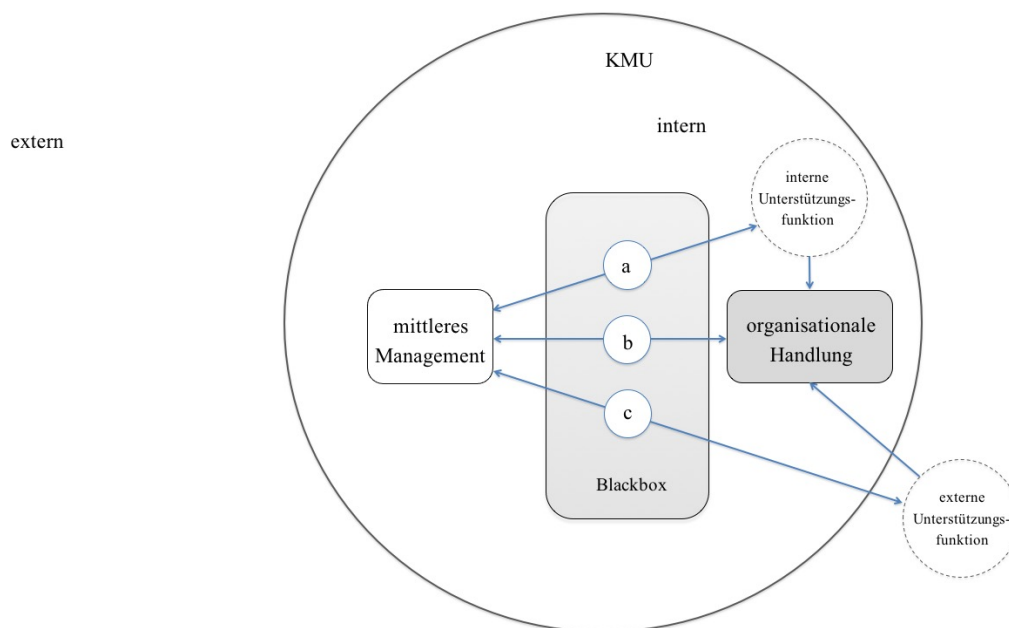 KMU
intern
extern
interne
Unterstützungs-
funktion
a
mittleres
Management
b
organisationale
Handlung
c
Blackbox
externe
Unterstützungs-
funktion